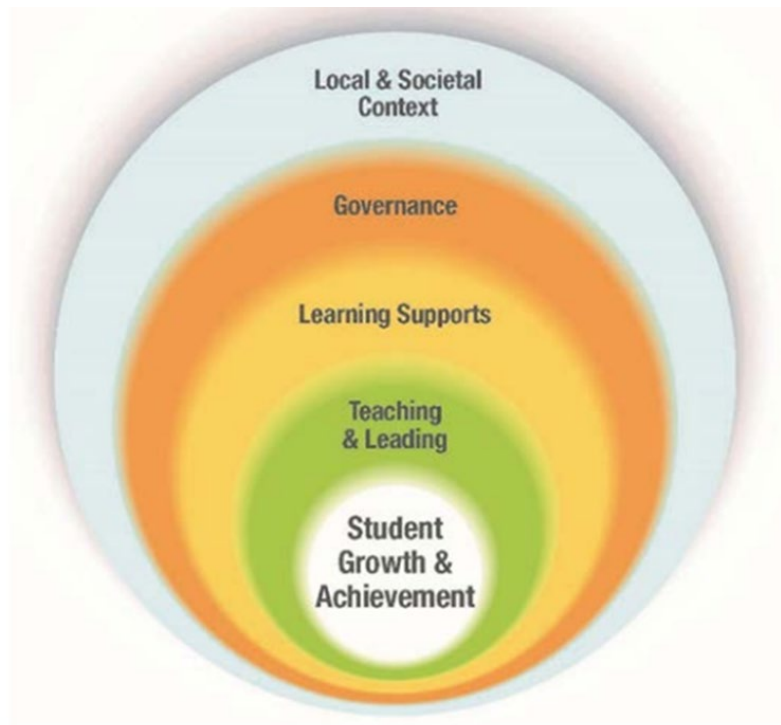 Local & Societal
Context
Governance
Learning Supports
Teaching
& Leading
Student
Growth &
Achievement